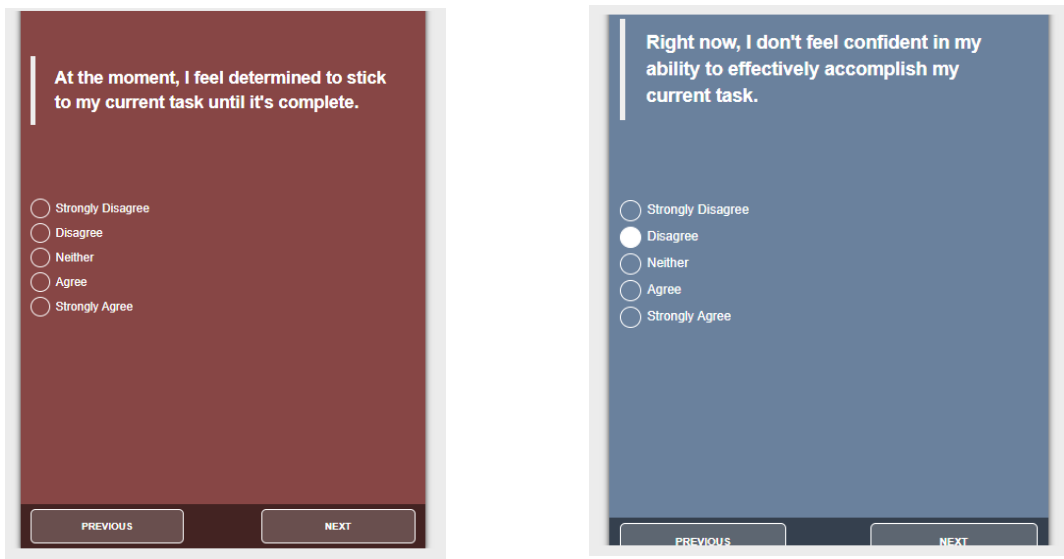 At the moment, I feel determined to stick
to my current task until it's complete.
Strongly Disagree
Disagree
Neither
Agree
Strongly Agree
PREVIOUS
NEXT
Right now, I don't feel confident in my
ability to effectively accomplish my
current task.
Strongly Disagree
Disagree
Neither
Agree
Strongly Agree
PREVIOUS
NEXT